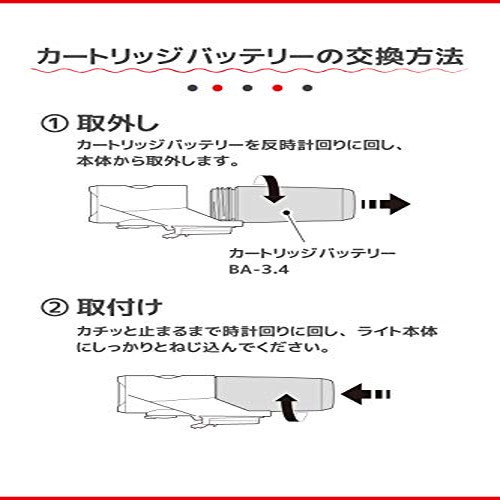 カートリッジバッテリーの交換方法
① 取外し
カートリッジバッテリーを反時計回りに回し、
本体から取外します。
カートリッジバッテリー
BA-3.4
② 取付け
カチッと止まるまで時計回りに回し、ライト本体
にしっかりとねじ込んでください。